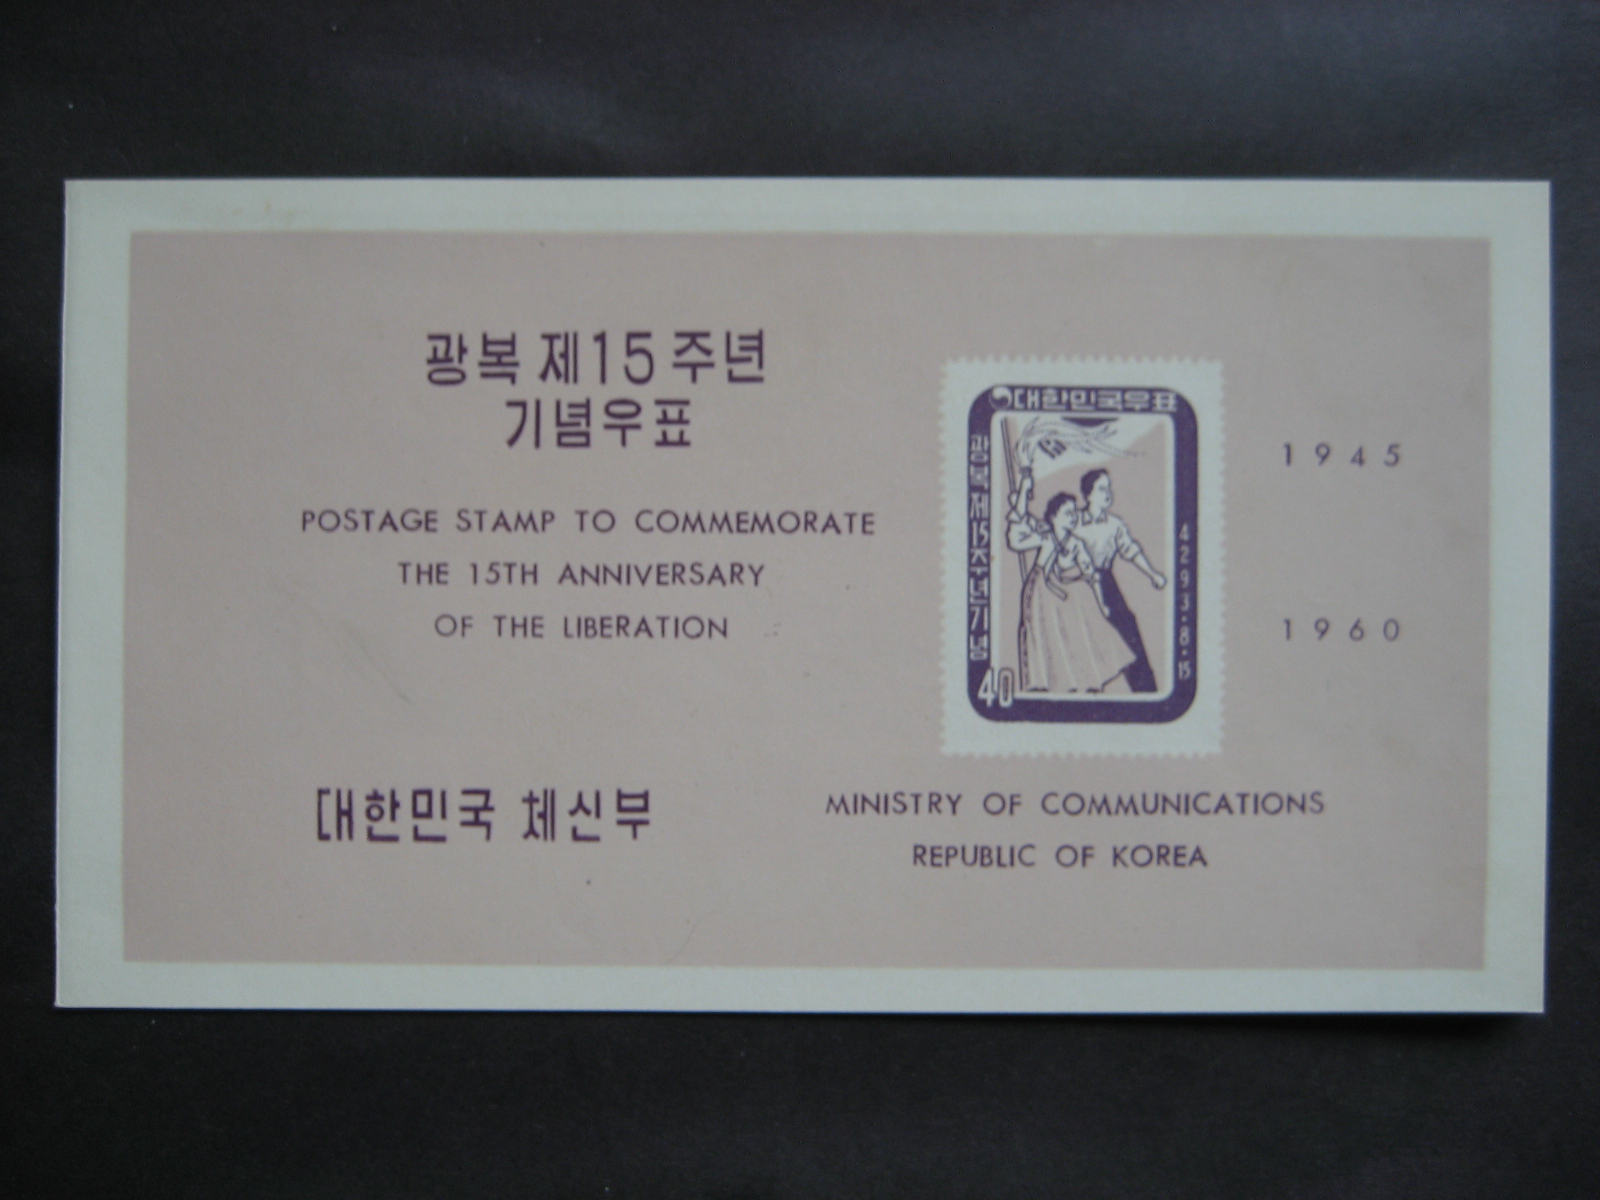 광복 제15주년
기념우표
POSTAGE STAMP TO COMMEMORATE
THE 15TH ANNIVERSARY
OF THE LIBERATION
대한민국우표
광복제15주년기념
40
4293·8·15
1945
1960
대한민국 체신부
MINISTRY OF COMMUNICATIONS
REPUBLIC OF KOREA